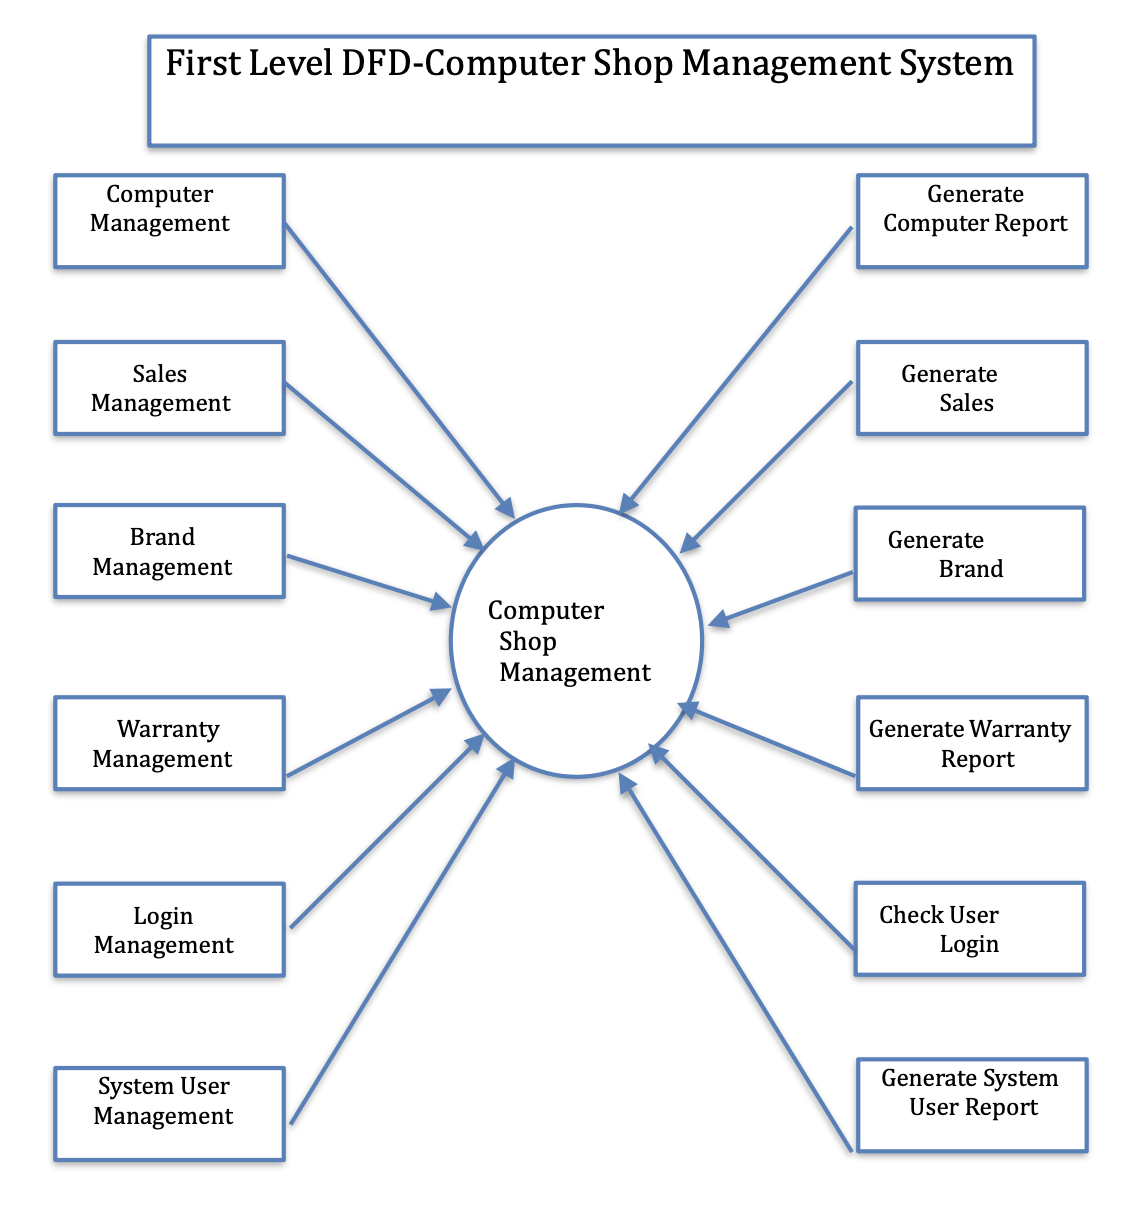 First Level DFD-Computer Shop Management System
Computer
Management
Sales
Management
Brand
Management
Warranty
Management
Login
Management
System User
Management
Computer
Shop
Management
Generate
Computer Report
Generate
Sales
Generate
Brand
Generate Warranty
Report
Check User
Login
Generate System
User Report